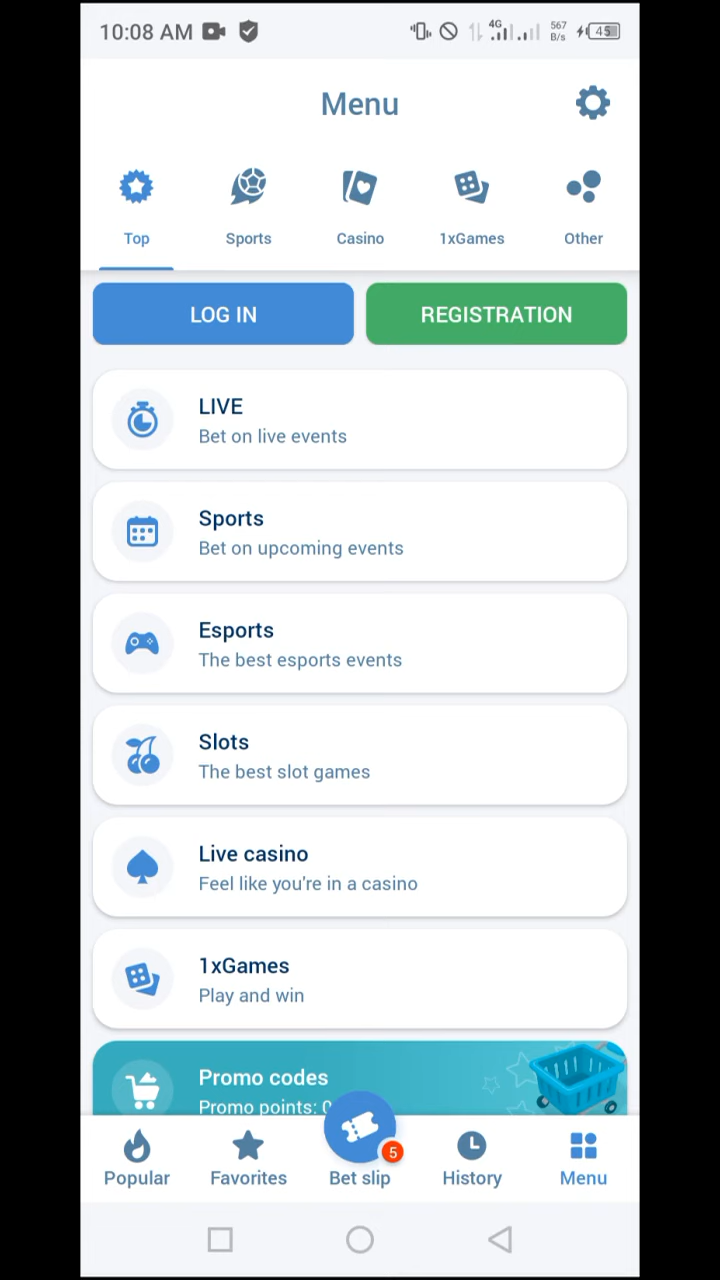 10:08 AM
4G
567
B/s
45
Menu
Top
Sports
Casino
1xGames
Other
LOG IN
REGISTRATION
LIVE
Bet on live events
Sports
Bet on upcoming events
Esports
The best esports events
Slots
The best slot games
Live casino
Feel like you're in a casino
1xGames
Play and win
Promo codes
Promo points: 0
5
Popular
Favorites
Bet slip
History
Menu